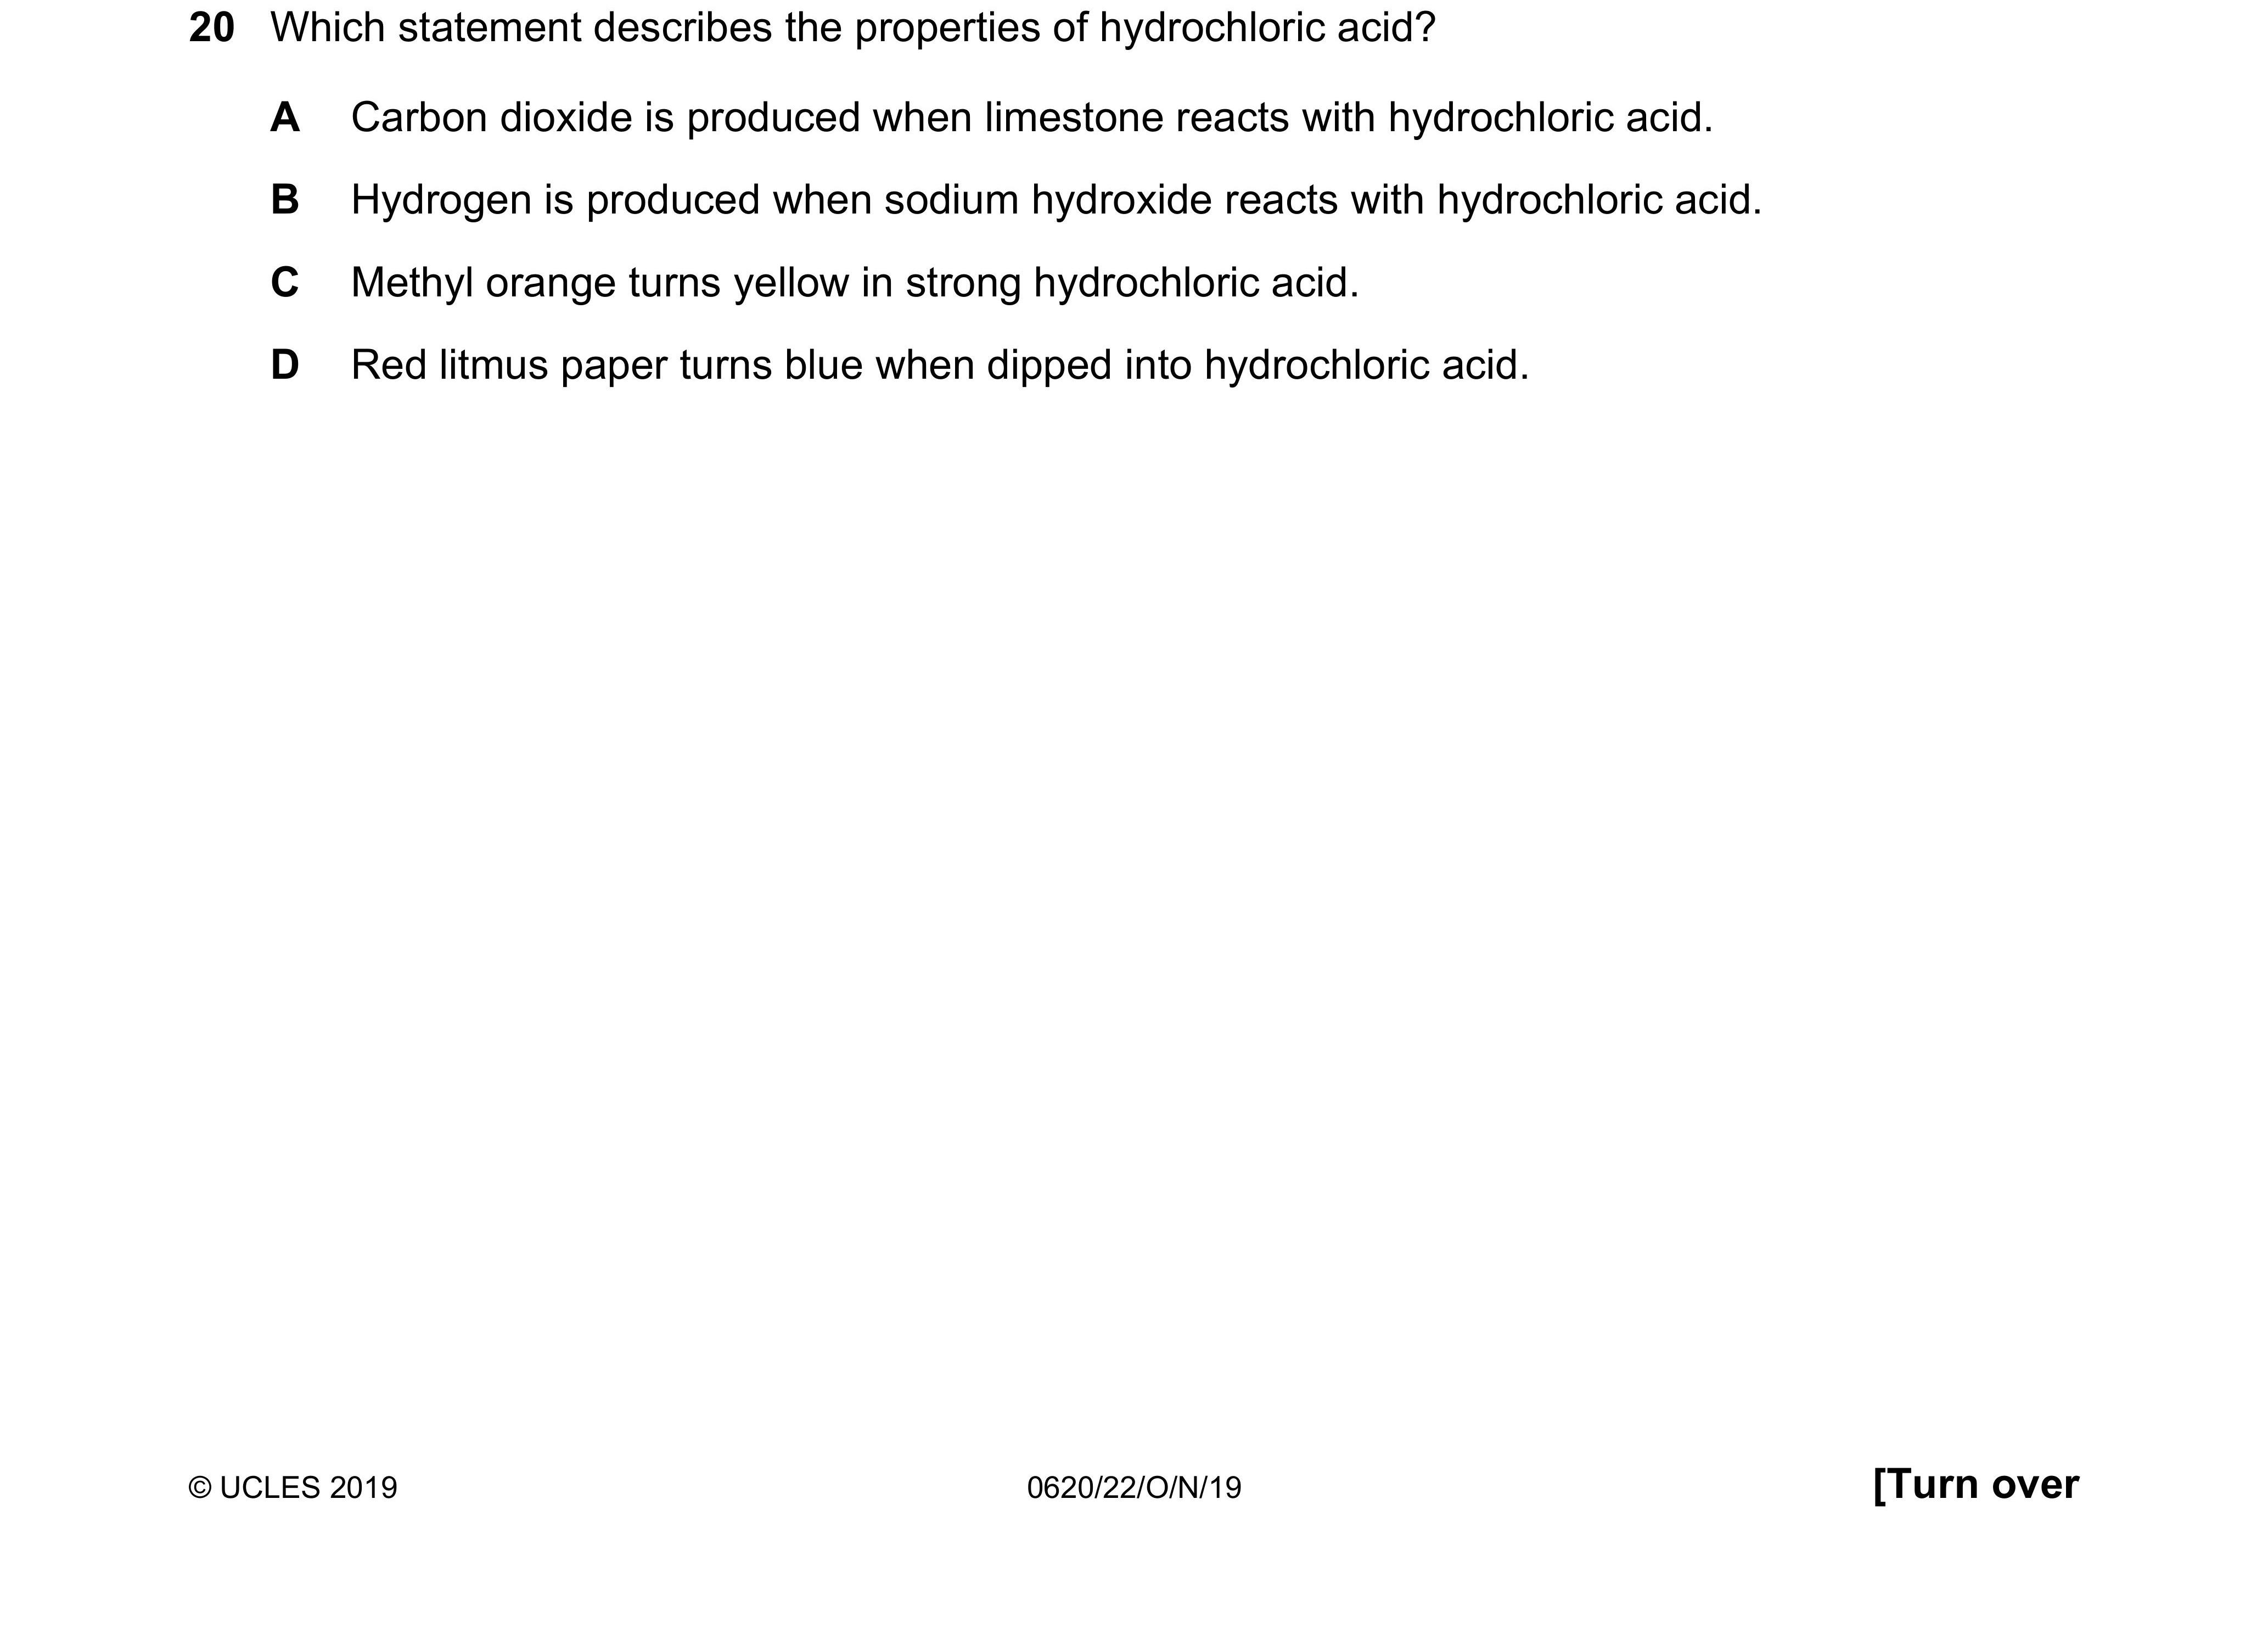 20 Which statement describes the properties of hydrochloric acid?
A Carbon dioxide is produced when limestone reacts with hydrochloric acid.
B Hydrogen is produced when sodium hydroxide reacts with hydrochloric acid.
C Methyl orange turns yellow in strong hydrochloric acid.
D Red litmus paper turns blue when dipped into hydrochloric acid.
© UCLES 2019 0620/22/O/N/19 [Turn over